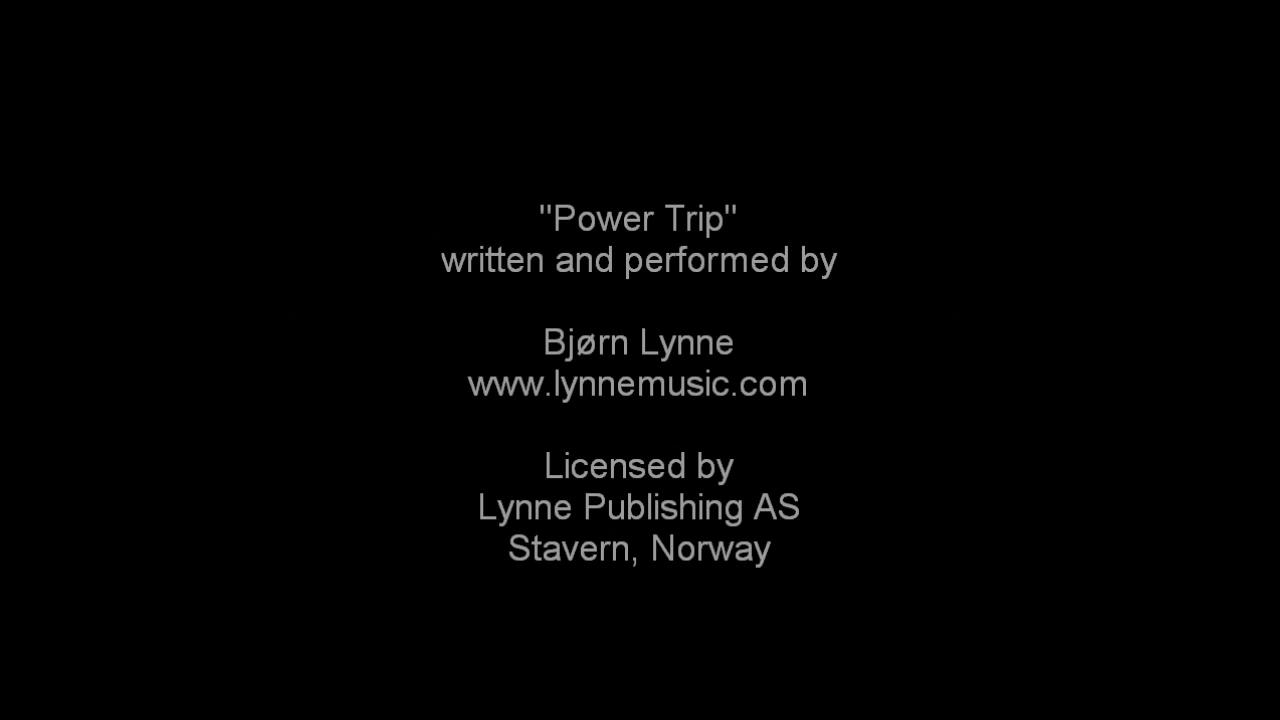 "Power Trip"
written and performed by
Bjørn Lynne
www.lynnemusic.com
Licensed by
Lynne Publishing AS
Stavern, Norway